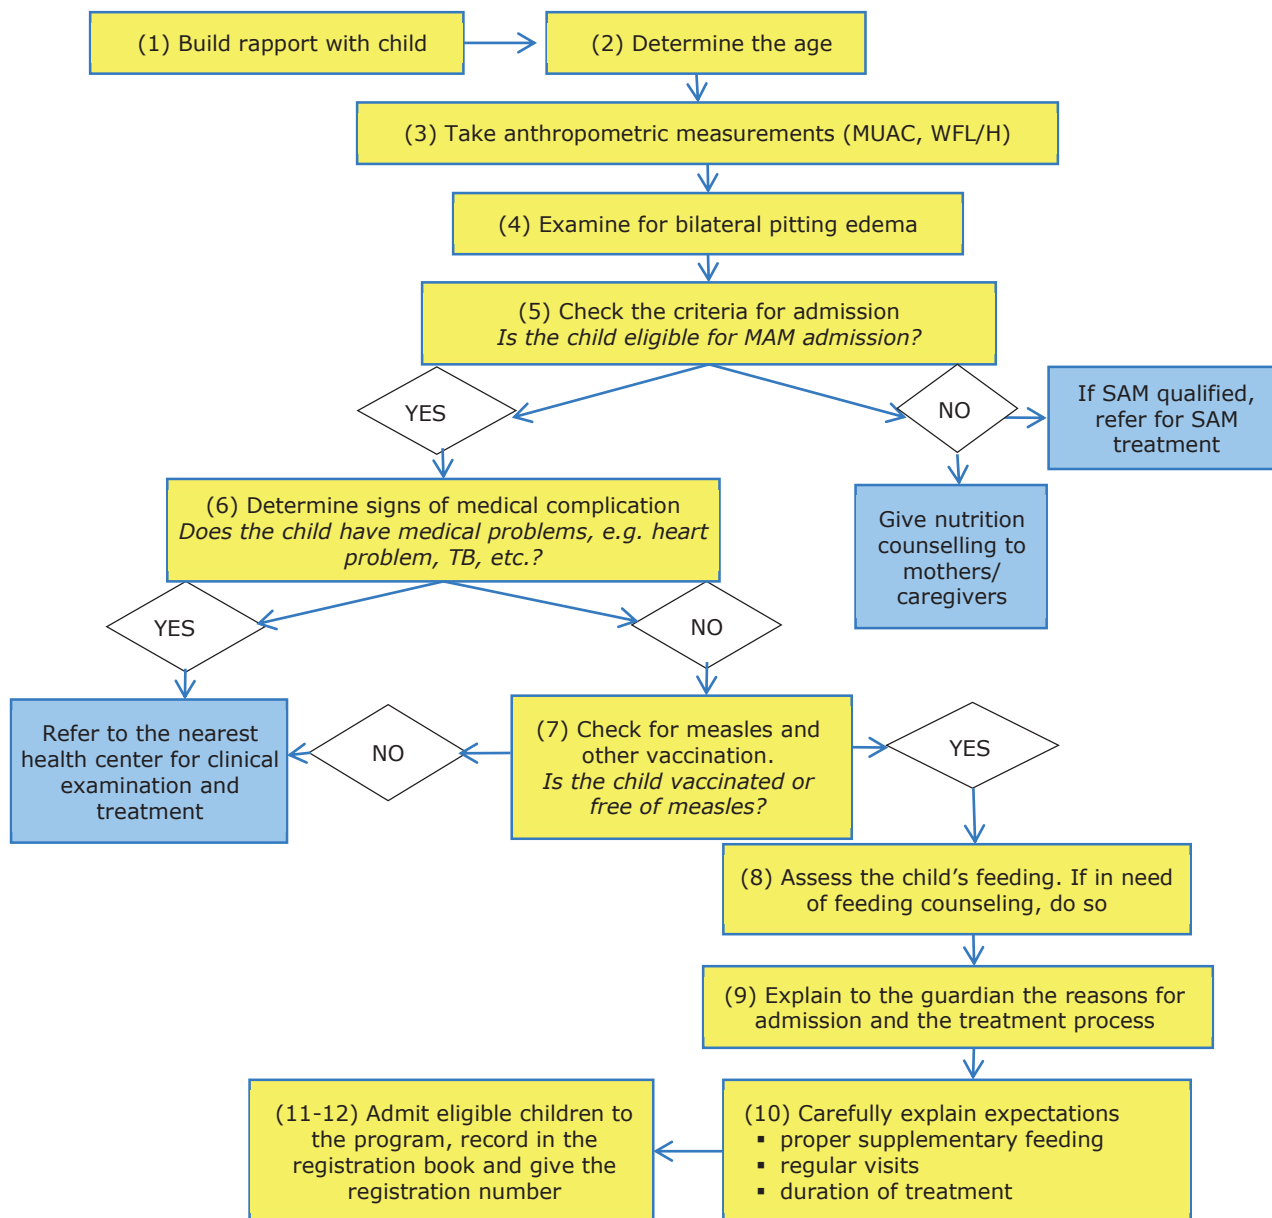 (1) Build rapport with child
(2) Determine the age
(3) Take anthropometric measurements (MUAC, WFL/H)
(4) Examine for bilateral pitting edema
(5) Check the criteria for admission
Is the child eligible for MAM admission?
YES
NO
If SAM qualified,
refer for SAM
treatment
Give nutrition
counselling to
mothers/
caregivers
(6) Determine signs of medical complication
Does the child have medical problems, e.g. heart
problem, TB, etc.?
YES
NO
Refer to the nearest
health center for clinical
examination and
treatment
NO
(7) Check for measles and
other vaccination.
Is the child vaccinated or
free of measles?
YES
(8) Assess the child’s feeding. If in need
of feeding counseling, do so
(9) Explain to the guardian the reasons for
admission and the treatment process
(10) Carefully explain expectations
▪ proper supplementary feeding
▪ regular visits
▪ duration of treatment
(11-12) Admit eligible children to
the program, record in the
registration book and give the
registration number